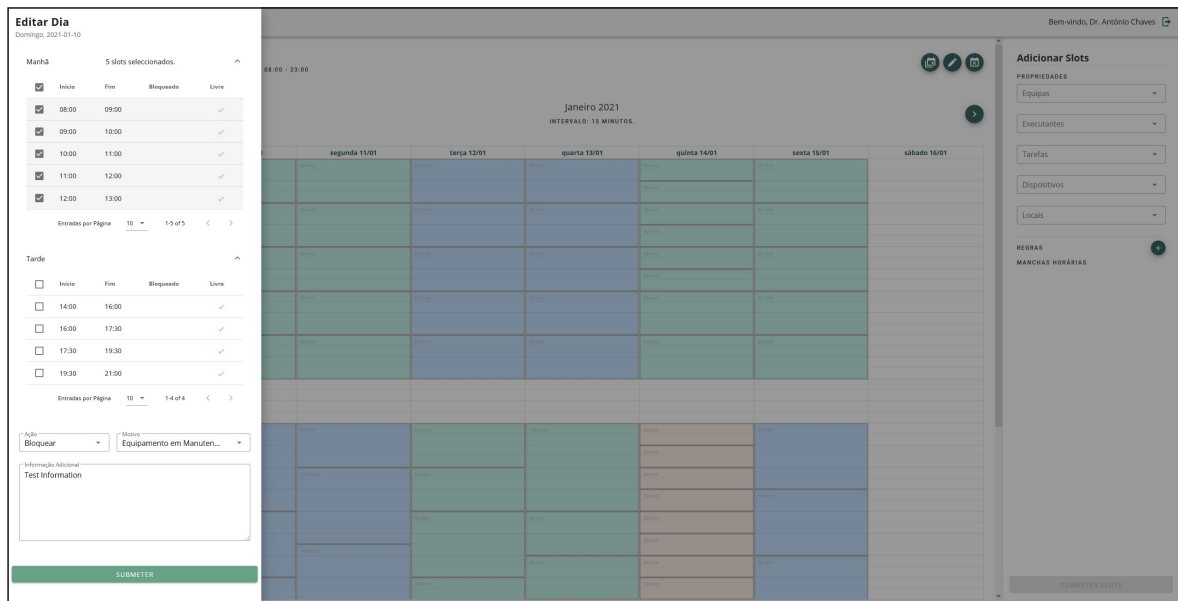 Editar Dia
Domingo, 2021-01-10
Manhã 5 slots seleccionados.
Início Fim Bloqueado Livre
08:00 09:00
09:00 10:00
10:00 11:00
11:00 12:00
12:00 13:00
Entradas por Página 10 1-5 of 5
Tarde
Início Fim Bloqueado Livre
14:00 16:00
16:00 17:30
17:30 19:30
19:30 21:00
Entradas por Página 10 1-4 of 4
Ação
Bloquear
Motivo
Equipamento em Manuten...
Informação Adicional
Test Information
SUBMETER
Bem-vindo, Dr. António Chaves
08:00 - 23:00
Janeiro 2021
INTERVALO: 15 MINUTOS.
segunda 11/01 terça 12/01 quarta 13/01 quinta 14/01 sexta 15/01 sábado 16/01
Adicionar Slots
PROPRIEDADES
Equipas
Executantes
Tarefas
Dispositivos
Locais
REGRAS
MANCHAS HORÁRIAS
SUBMETER SLOTS